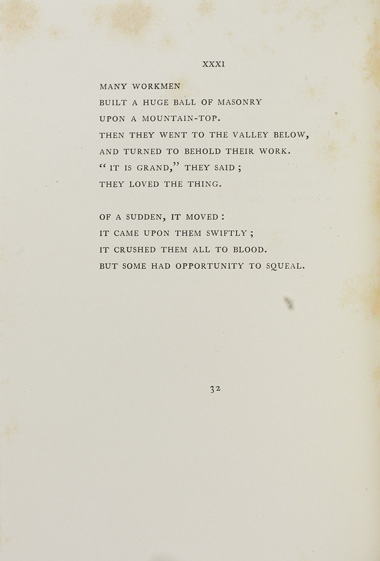 XXXI
MANY WORKMEN
BUILT A HUGE BALL OF MASONRY
UPON A MOUNTAIN-TOP.
THEN THEY WENT TO THE VALLEY BELOW,
AND TURNED TO BEHOLD THEIR WORK.
“ IT IS GRAND,” THEY SAID ;
THEY LOVED THE THING.
OF A SUDDEN, IT MOVED :
IT CAME UPON THEM SWIFTLY ;
IT CRUSHED THEM ALL TO BLOOD.
BUT SOME HAD OPPORTUNITY TO SQUEAL.
32